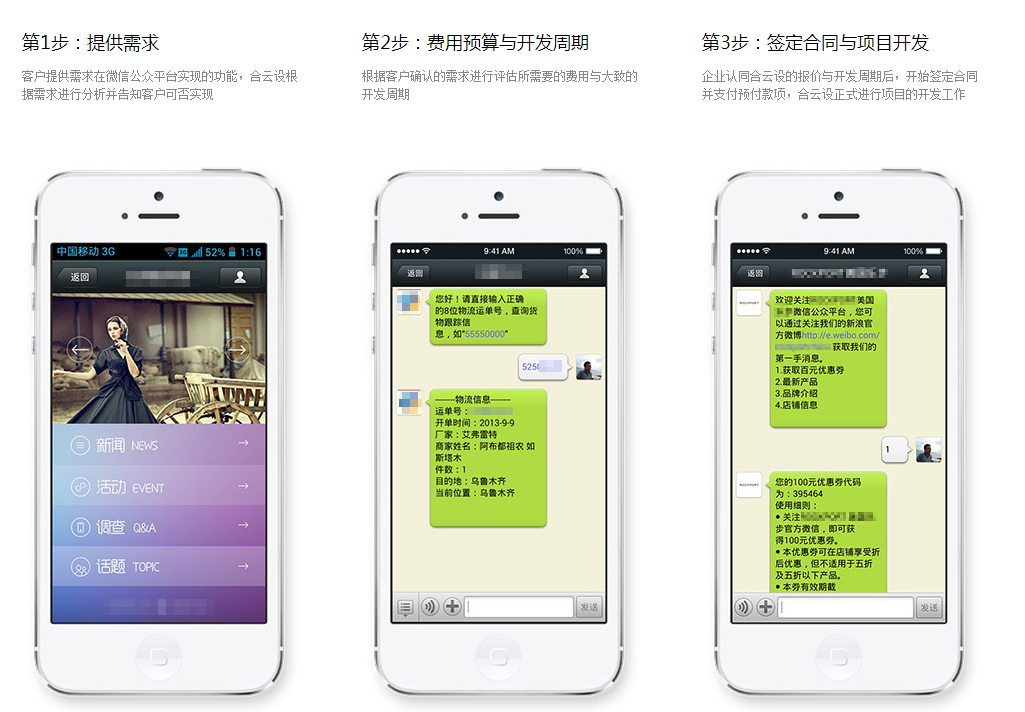 第1步：提供需求
客户提供需求在微信公众平台实现的功能，合云设根
据需求进行分析并告知客户可否实现
第2步：费用预算与开发周期
根据客户确认的需求进行评估所需要的费用与大致的
开发周期
第3步：签定合同与项目开发
企业认同合云设的报价与开发周期后，开始签定合同
并支付预付款项，合云设正式进行项目的开发工作
中国移动 3G 52% 1:16
返回
新闻 NEWS
活动 EVENT
调查 Q&A
话题 TOPIC
9:41 AM 100%
返回
您好！请直接输入正确
的8位物流运单号，查询货
物跟踪信
息，如"55550000"
525
--------物流信息-------
运单号：
开单时间：2013-9-9
厂家：艾弗雷特
商家姓名：阿布都祖农 如
斯塔木
件数：1
目的地：乌鲁木齐
当前位置：乌鲁木齐
发送
9:41 AM 100%
返回
ROCKPORT
欢迎关注 美国
微信公众平台，您可
以通过关注我们的新浪官
方微博http://e.weibo.com/
获取我们的
第一手消息。
1.获取百元优惠券
2.最新产品
3.品牌介绍
4.店铺信息
1
ROCKPORT
您的100元优惠券代码
为：395464
使用细则：
● 关注
步官方微信，即可获
得100元优惠券。
● 本优惠券可在店铺享受折
后优惠，但不适用于五折
及五折以下产品。
● 本券有效期截
发送